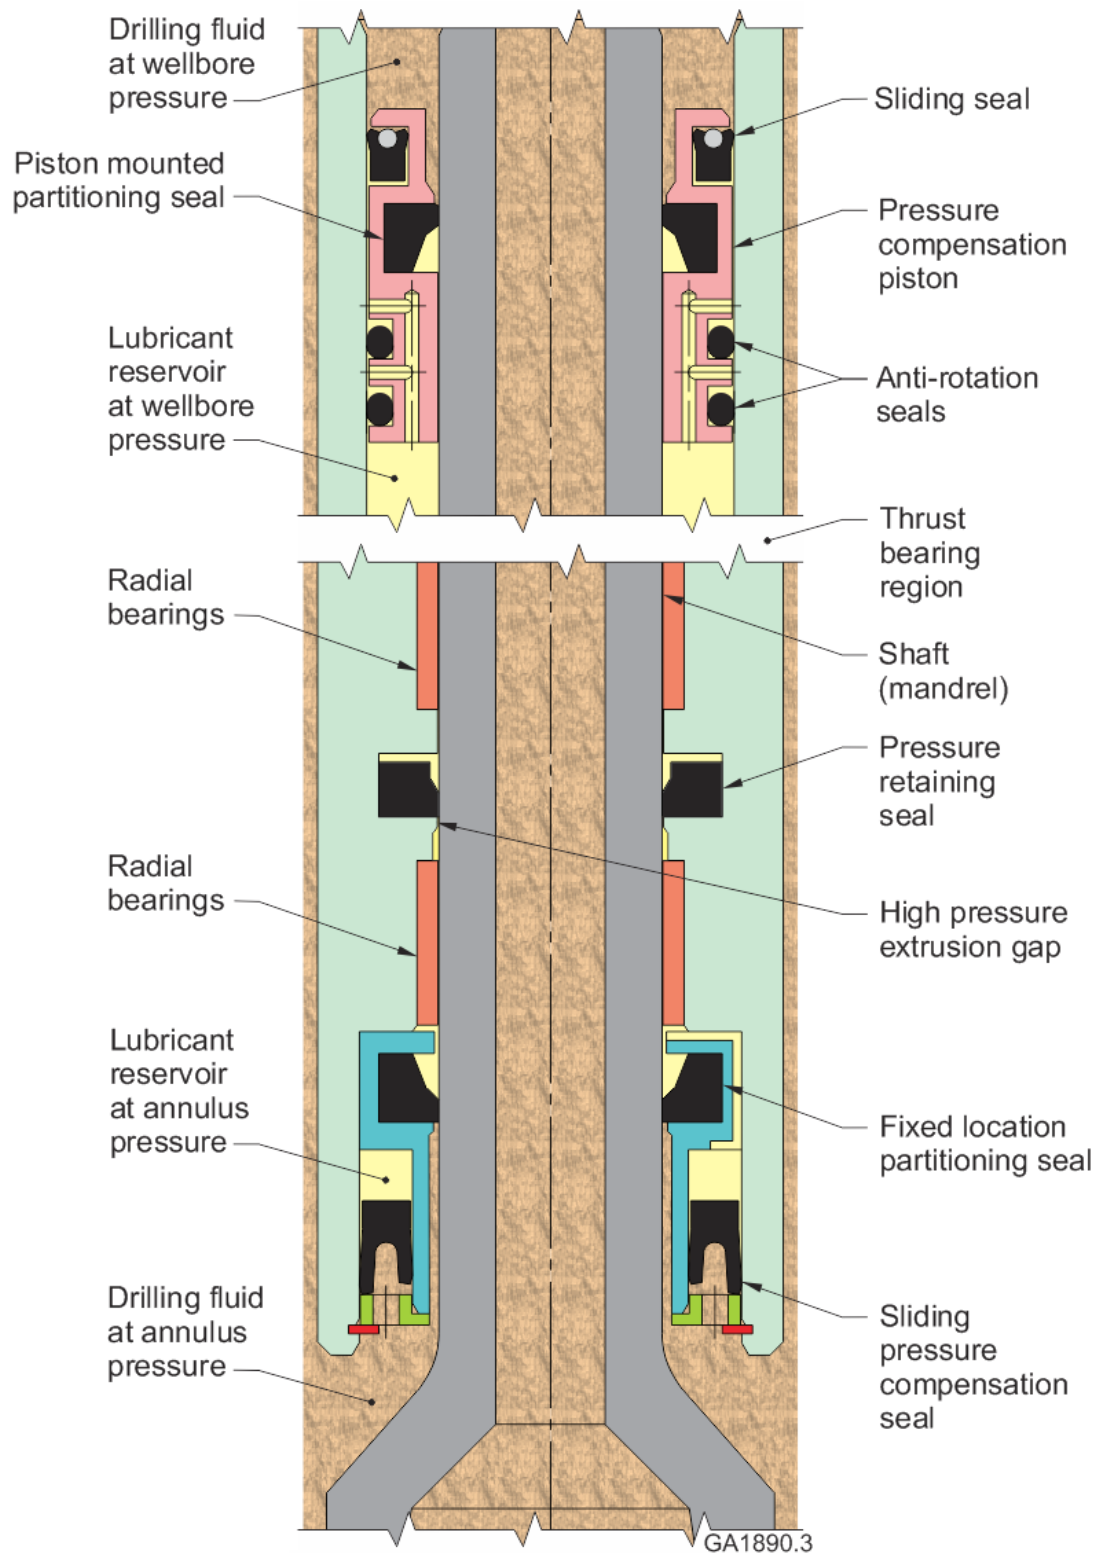 Drilling fluid
at wellbore
pressure
Piston mounted
partitioning seal
Lubricant
reservoir
at wellbore
pressure
Radial
bearings
Radial
bearings
Lubricant
reservoir
at annulus
pressure
Drilling fluid
at annulus
pressure
Sliding seal
Pressure
compensation
piston
Anti-rotation
seals
Thrust
bearing
region
Shaft
(mandrel)
Pressure
retaining
seal
High pressure
extrusion gap
Fixed location
partitioning seal
Sliding
pressure
compensation
seal
GA1890.3